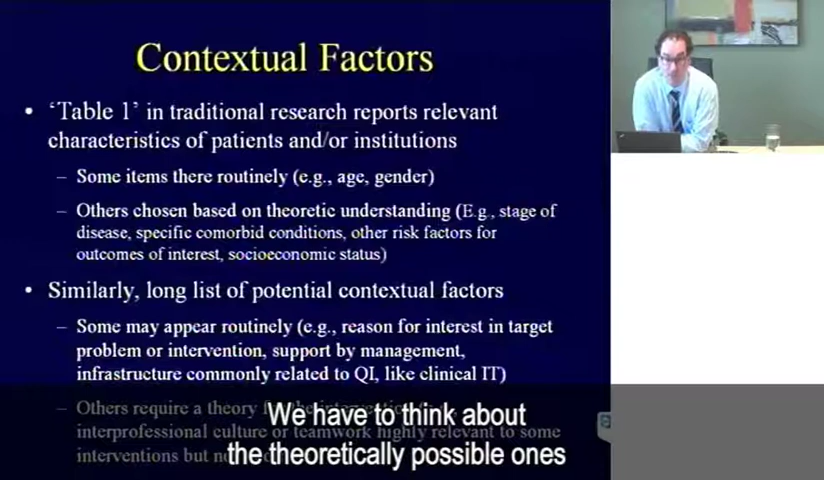 Contextual Factors
• 'Table 1' in traditional research reports relevant
characteristics of patients and/or institutions
– Some items there routinely (e.g., age, gender)
– Others chosen based on theoretic understanding (E.g., stage of
disease, specific comorbid conditions, other risk factors for
outcomes of interest, socioeconomic status)
• Similarly, long list of potential contextual factors
– Some may appear routinely (e.g., reason for interest in target
problem or intervention, support by management,
infrastructure commonly related to QI, like clinical IT)
– Others require a theory
interprofessional culture or teamwork highly relevant to some
interventions but
We have to think about
the theoretically possible ones